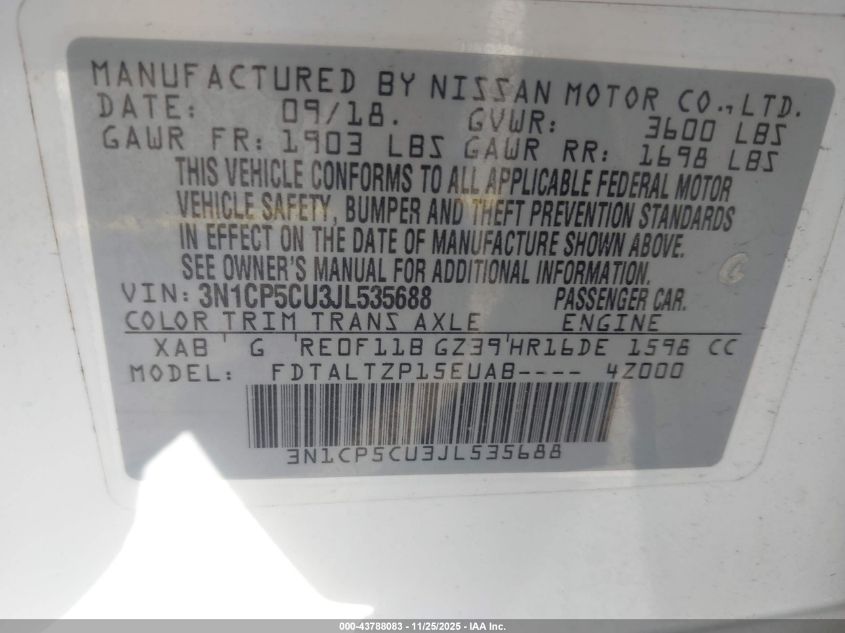 MANUFACTURED BY NISSAN MOTOR CO.,LTD.
DATE: 09/18. GVWR: 3600 LBS
GAWR FR: 1903 LBS GAWR RR: 1698 LBS
THIS VEHICLE CONFORMS TO ALL APPLICABLE FEDERAL MOTOR
VEHICLE SAFETY, BUMPER AND THEFT PREVENTION STANDARDS
IN EFFECT ON THE DATE OF MANUFACTURE SHOWN ABOVE.
SEE OWNER'S MANUAL FOR ADDITIONAL INFORMATION.
VIN: 3N1CP5CU3JL535688 PASSENGER CAR.
COLOR TRIM TRANS AXLE ENGINE
XAB ' G 'RE0F11B GZ39'HR16DE 1598 CC
MODEL: FDTALTZP15EUAB---- 4Z000
3N1CP5CU3JL535688
000-43788083 - 11/25/2025 - IAA Inc.